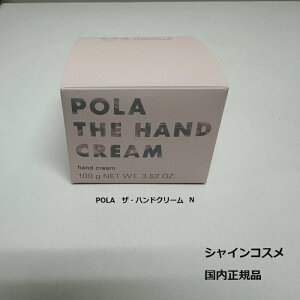 POLA
THE HAND
CREAM
hand cream
100 g NET WT. 3.52 OZ.
POLA ザ・ハンドクリーム N
シャインコスメ
国内正規品